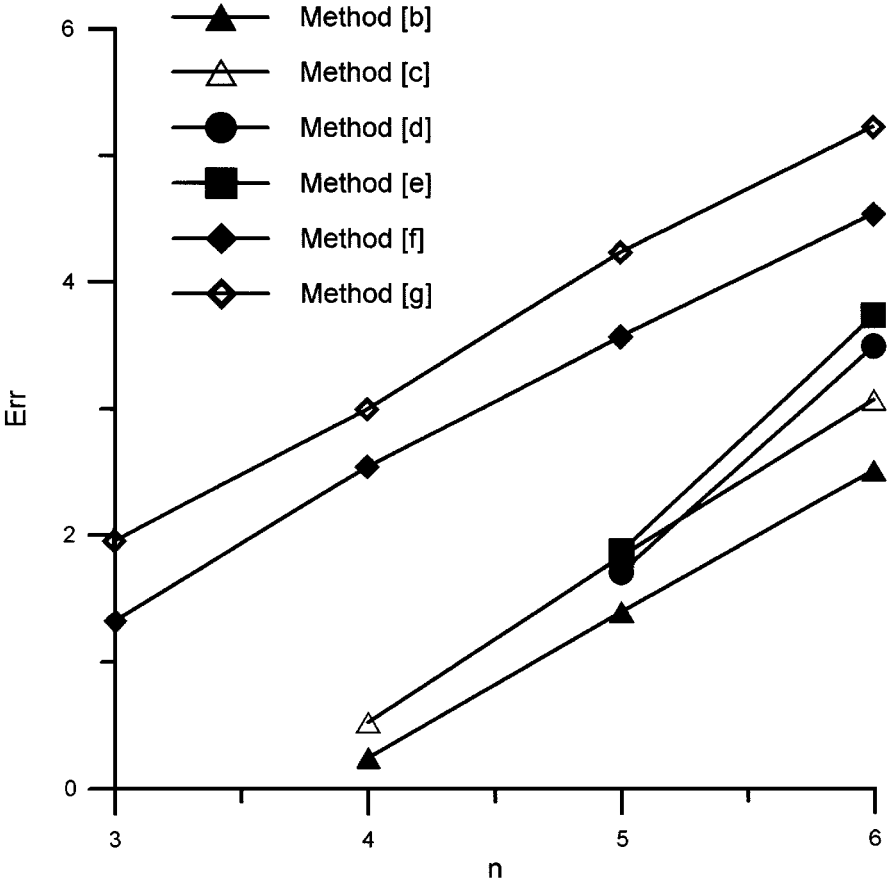 Method [b]
Method [c]
Method [d]
Method [e]
Method [f]
Method [g]
6
4
2
0
Err
3 4 5 6
n